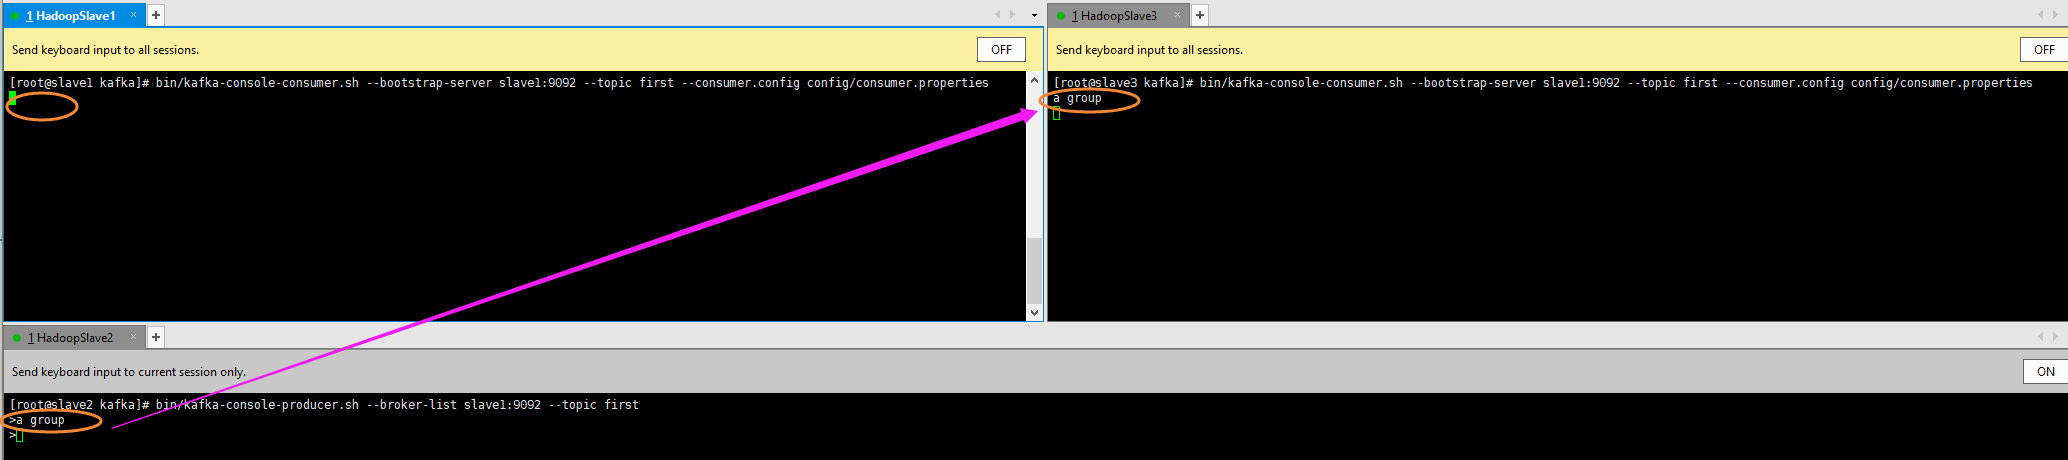 1 HadoopSlave1
Send keyboard input to all sessions.
OFF
[root@slave1 kafka]# bin/kafka-console-consumer.sh --bootstrap-server slave1:9092 --topic first --consumer.config config/consumer.properties
1 HadoopSlave3
Send keyboard input to all sessions.
OFF
[root@slave3 kafka]# bin/kafka-console-consumer.sh --bootstrap-server slave1:9092 --topic first --consumer.config config/consumer.properties
a group
1 HadoopSlave2
Send keyboard input to current session only.
ON
[root@slave2 kafka]# bin/kafka-console-producer.sh --broker-list slave1:9092 --topic first
>a group
>